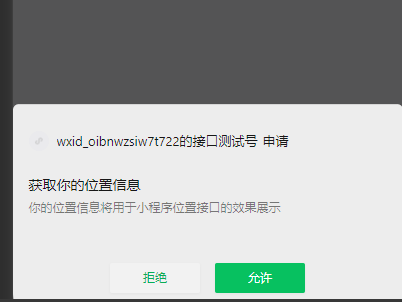 wxid_oibnwzsiw7t722的接口测试号 申请
获取你的位置信息
你的位置信息将用于小程序位置接口的效果展示
拒绝
允许